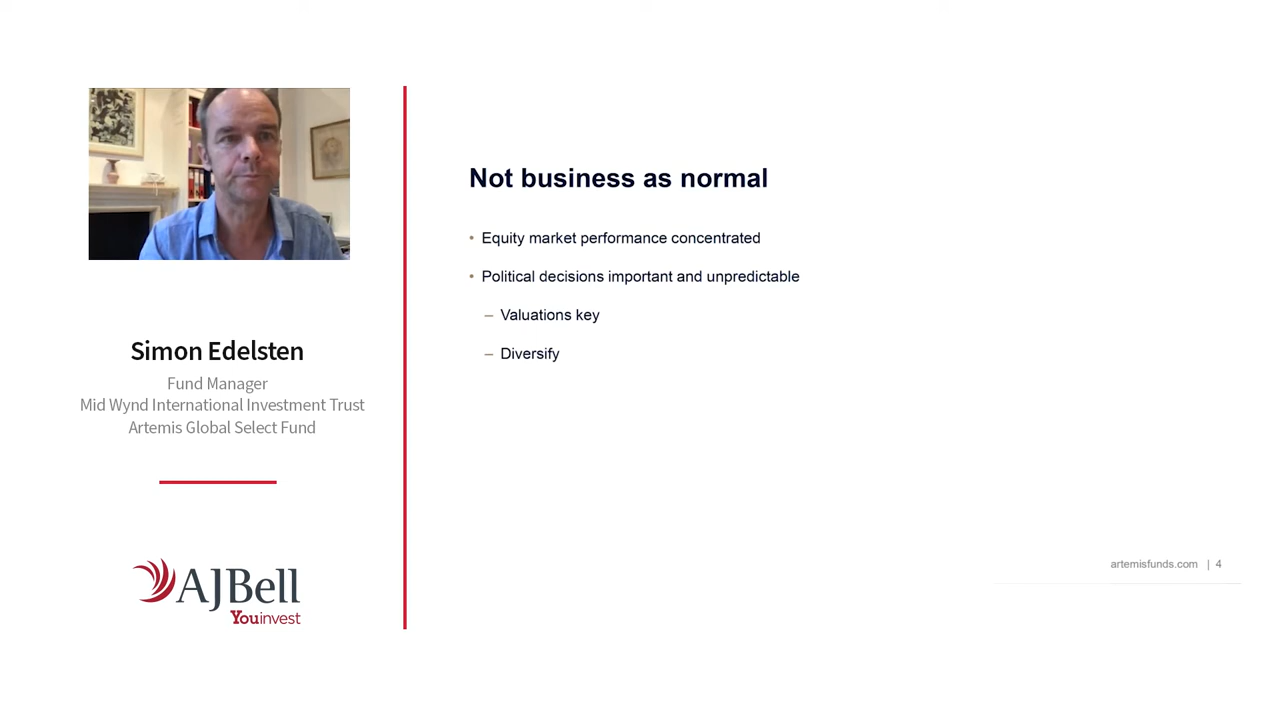 Simon Edelsten
Fund Manager
Mid Wynd International Investment Trust
Artemis Global Select Fund
AJBell
Youinvest
Not business as normal
• Equity market performance concentrated
• Political decisions important and unpredictable
– Valuations key
– Diversify
artemisfunds.com | 4